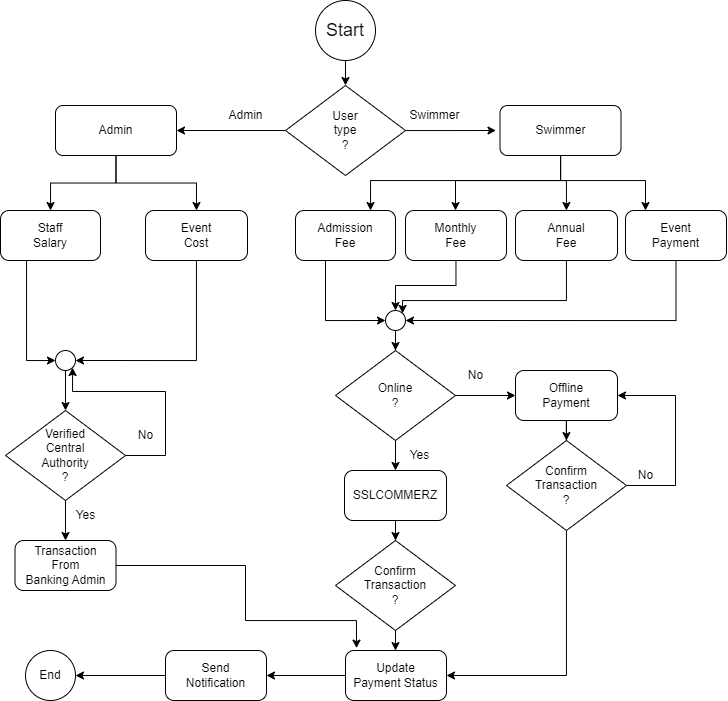 Start
User
type
?
Admin
Swimmer
Admin
Swimmer
Staff
Salary
Event
Cost
Admission
Fee
Monthly
Fee
Annual
Fee
Event
Payment
Online
?
No
Offline
Payment
Verified
Central
Authority
?
No
Yes
Confirm
Transaction
?
No
Yes
SSLCOMMERZ
Transaction
From
Banking Admin
Confirm
Transaction
?
End
Send
Notification
Update
Payment Status